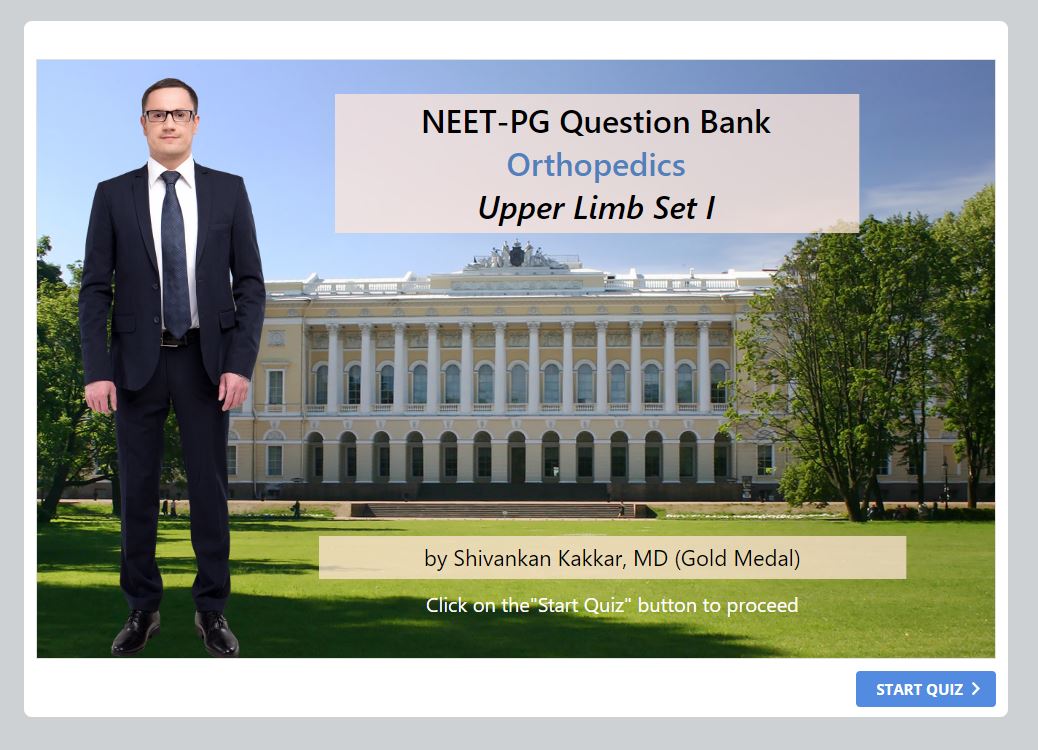 NEET-PG Question Bank
Orthopedics
Upper Limb Set I
by Shivankan Kakkar, MD (Gold Medal)
Click on the"Start Quiz" button to proceed
START QUIZ